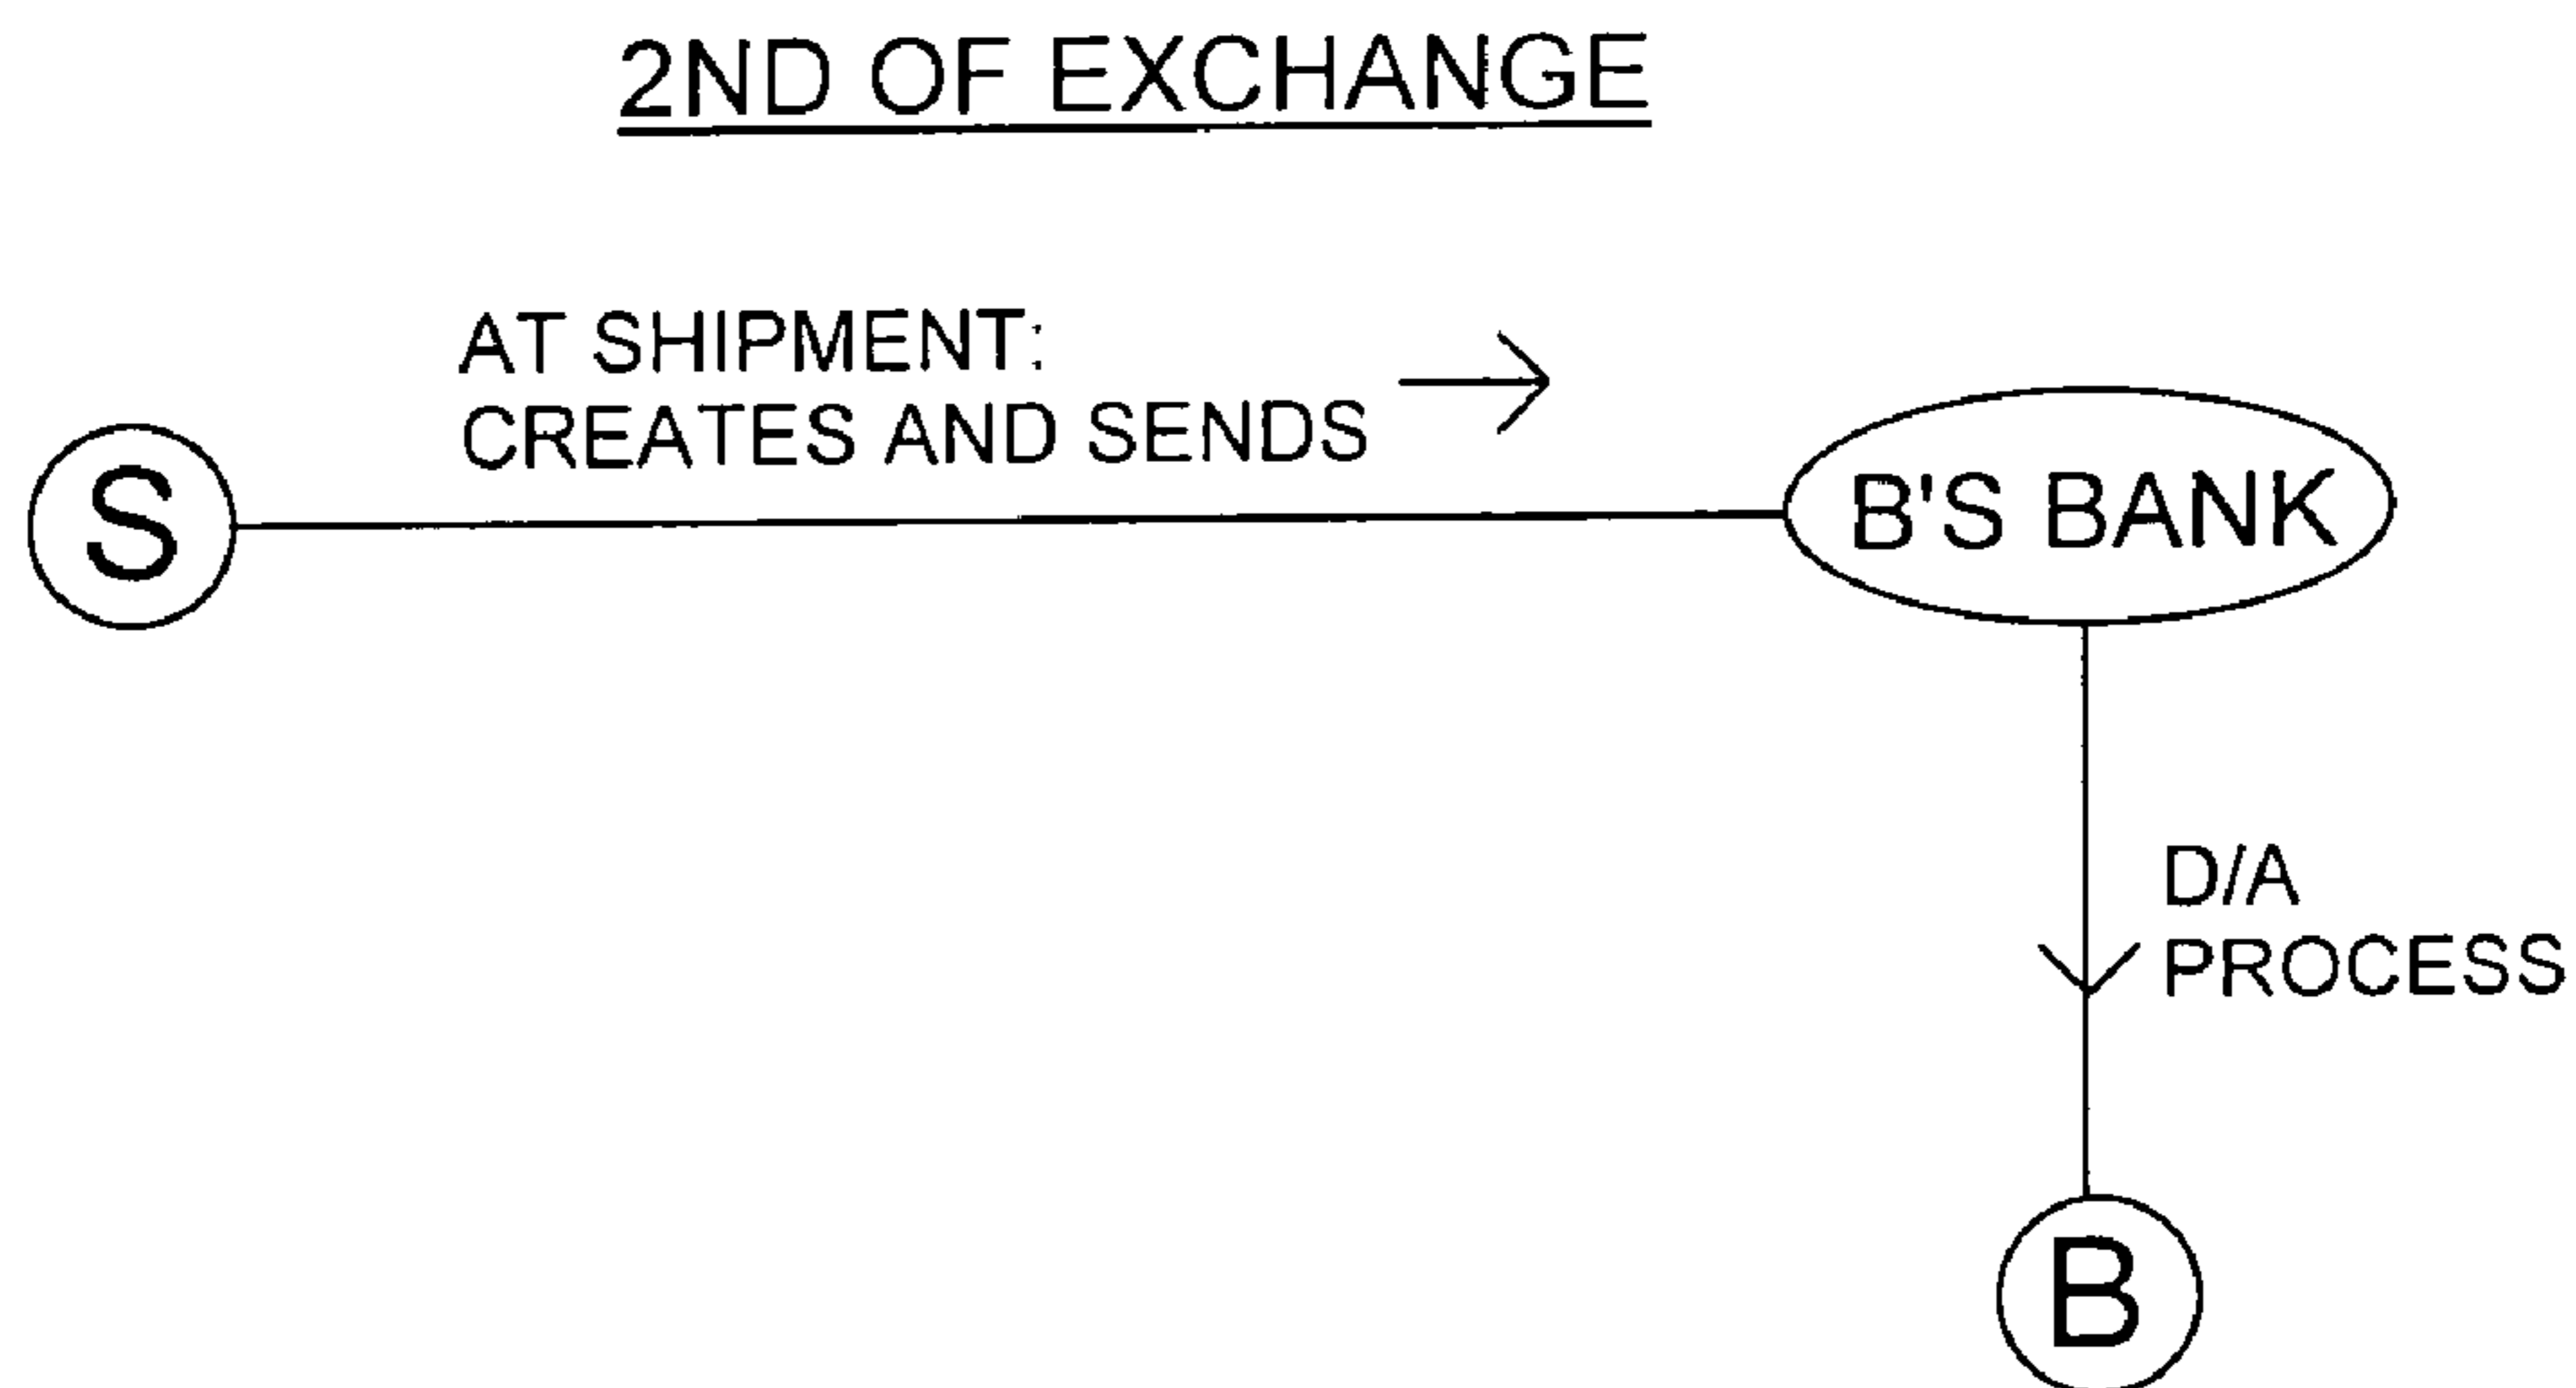 2ND OF EXCHANGE
AT SHIPMENT:
CREATES AND SENDS
S
B'S BANK
D/A
PROCESS
B